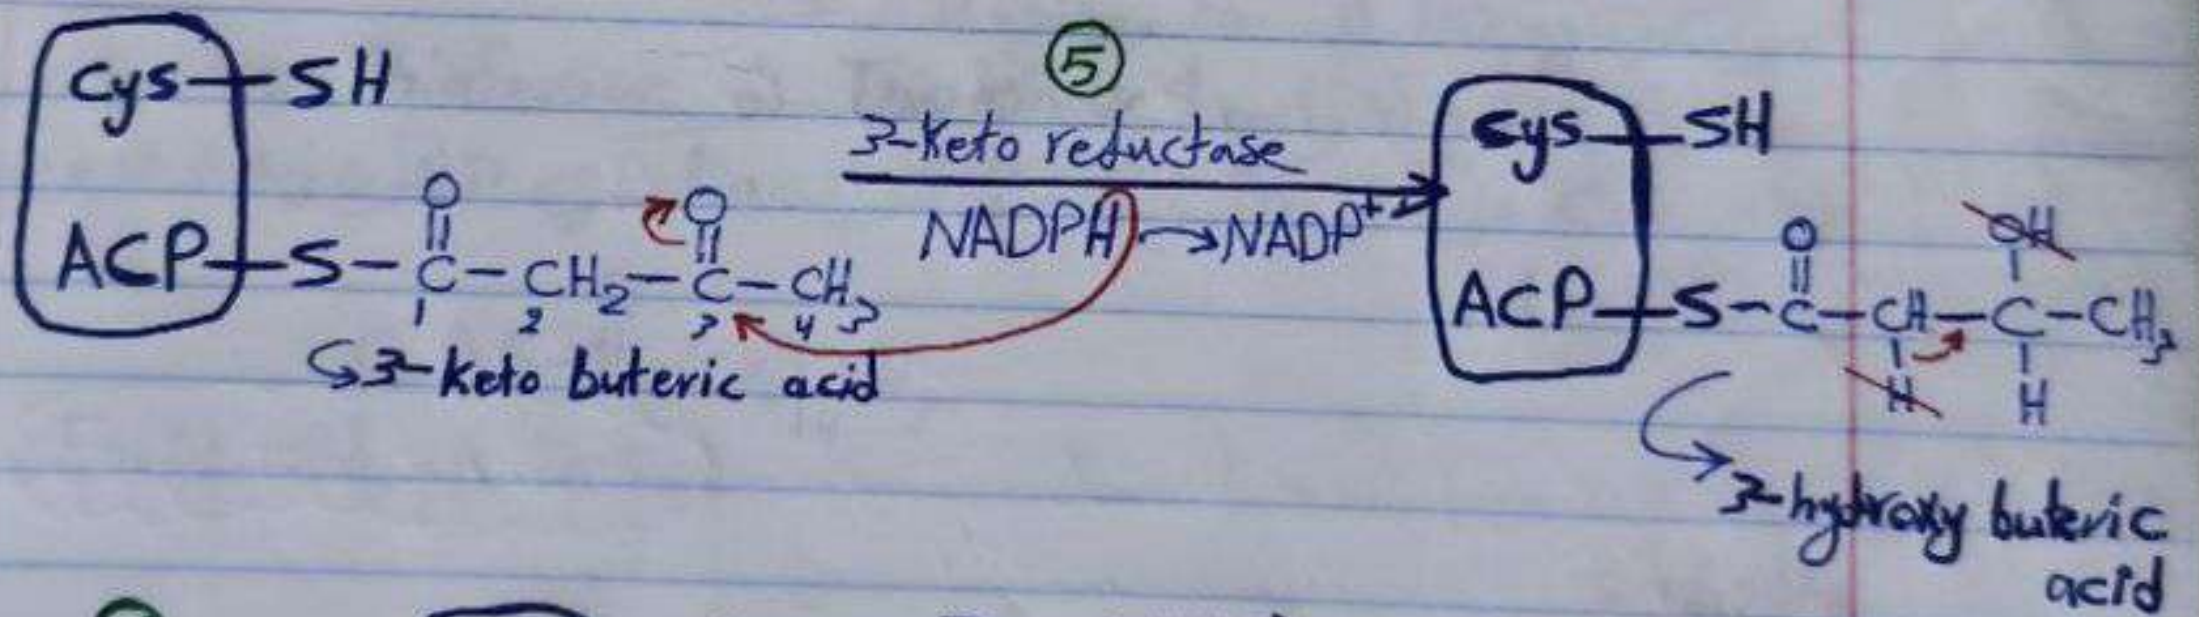 ⑤
Cys-SH
3-Keto reductase
NADPH → NADP⁺
O O
ACP-S-C-CH₂-C-CH₃
1 2 3 4
3-Keto buteric acid
Cys-SH
O OH
ACP-S-C-CH-C-CH₃
H H
3-hydroxy buteric
acid